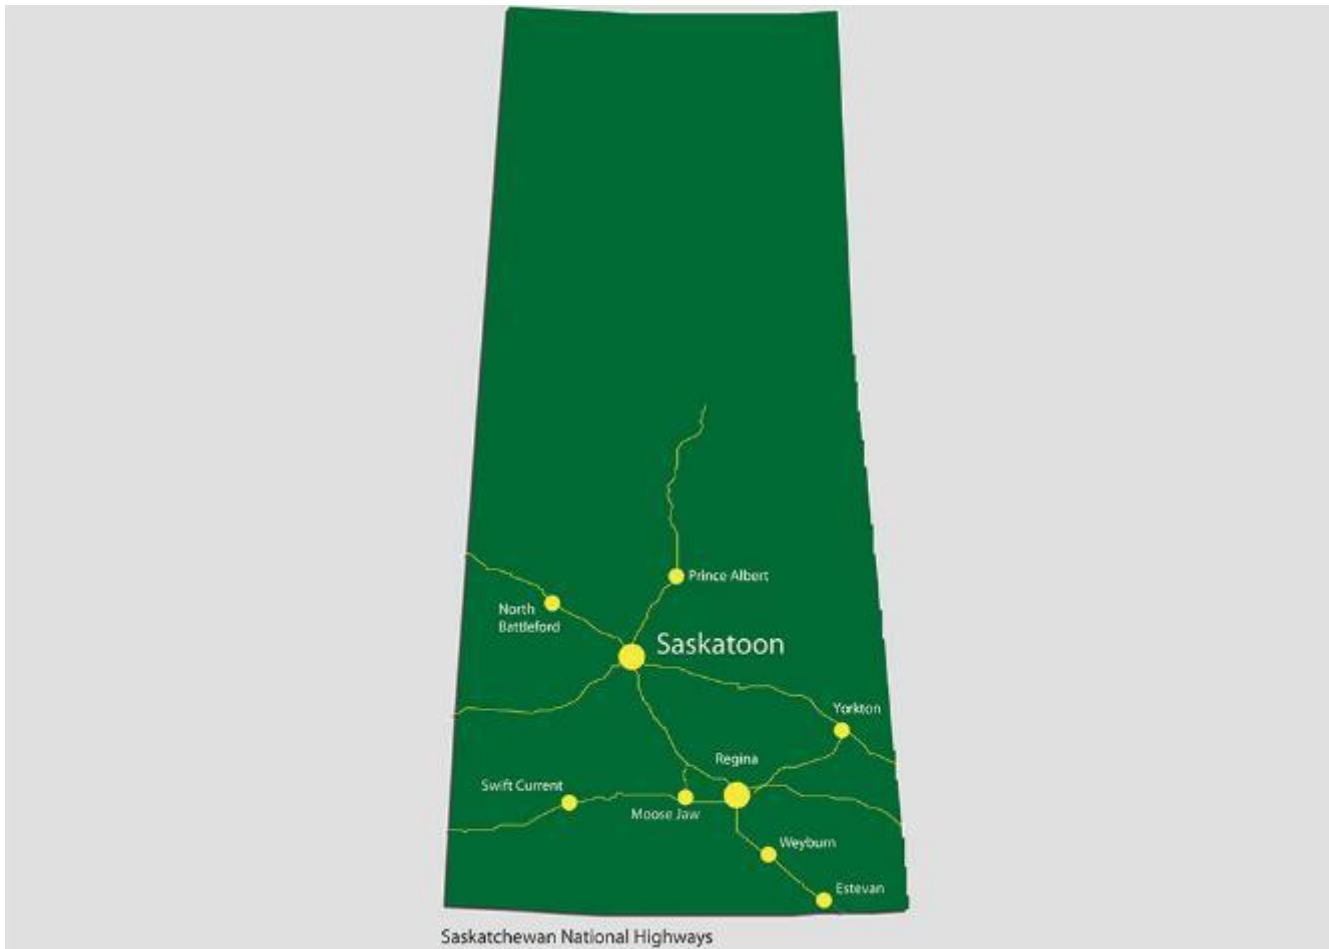 Prince Albert
North
Battleford
Saskatoon
Yorkton
Regina
Swift Current
Moose Jaw
Weyburn
Estevan
Saskatchewan National Highways